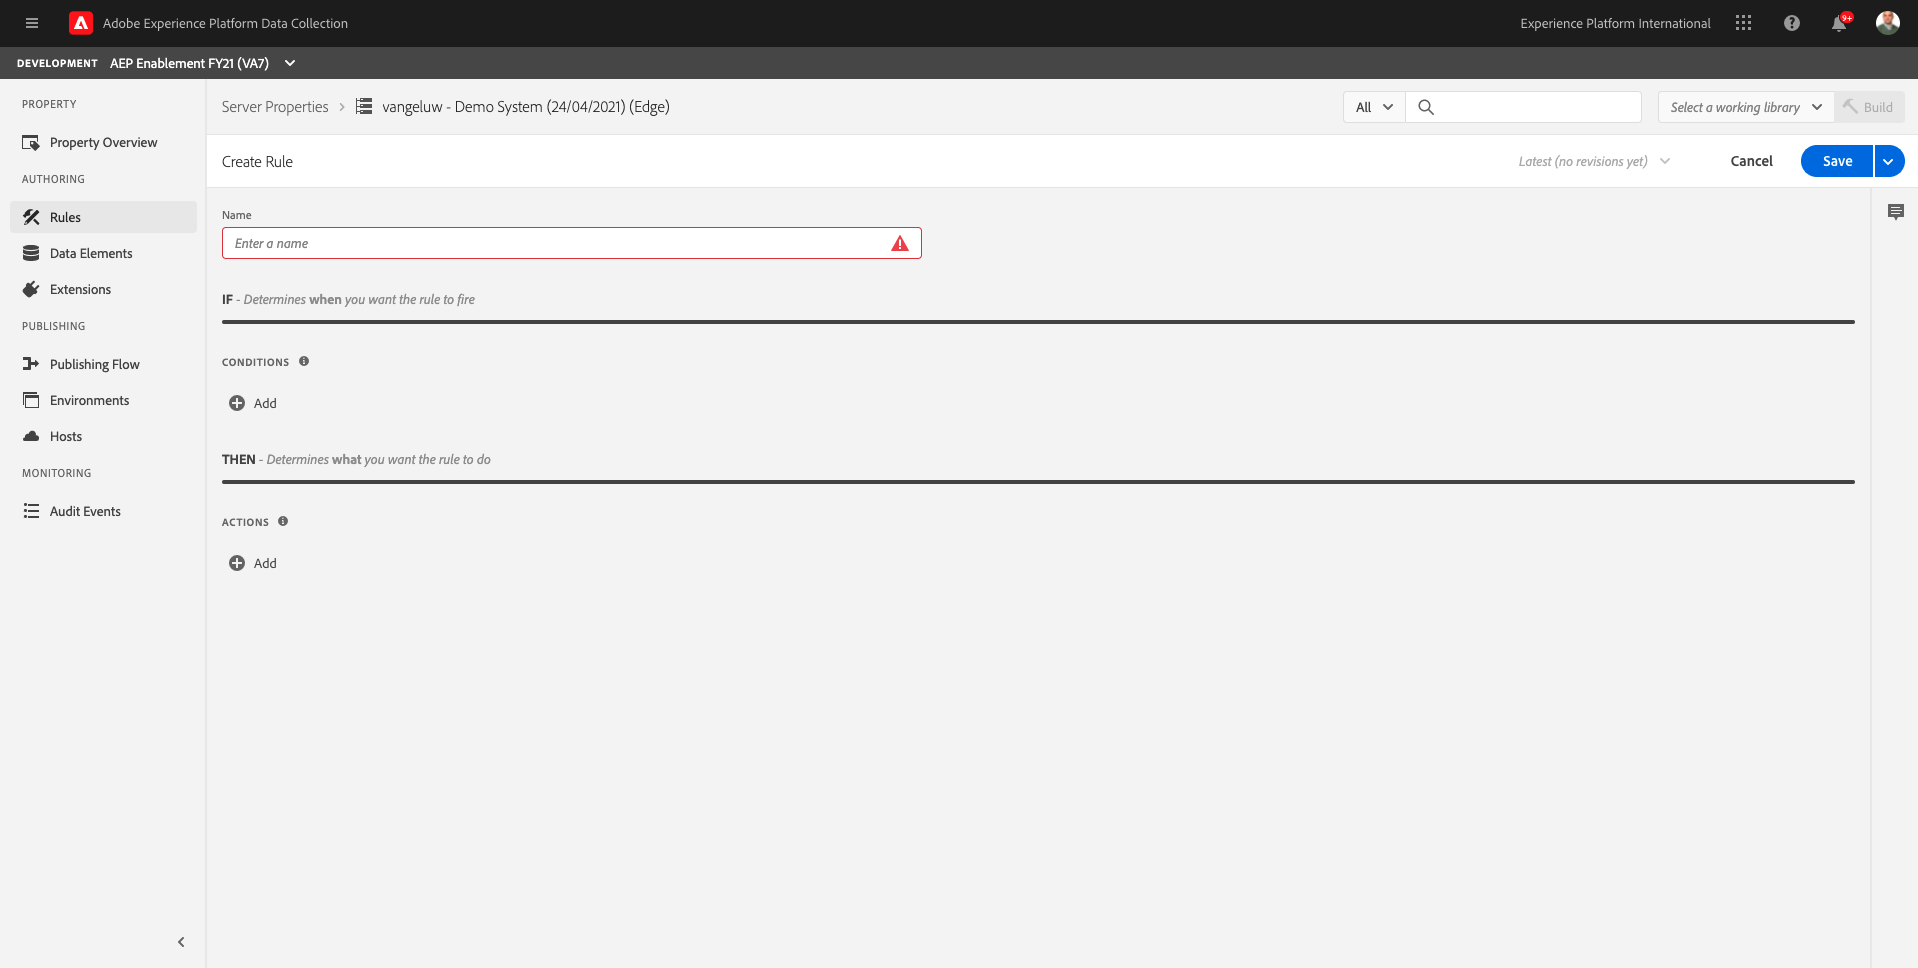 Adobe Experience Platform Data Collection
Experience Platform International
9+
DEVELOPMENT AEP Enablement FY21 (VA7)
PROPERTY
Property Overview
AUTHORING
Rules
Data Elements
Extensions
PUBLISHING
Publishing Flow
Environments
Hosts
MONITORING
Audit Events
Server Properties > vangeluw - Demo System (24/04/2021) (Edge)
All
Select a working library
Build
Create Rule
Latest (no revisions yet)
Cancel
Save
Name
Enter a name
IF - Determines when you want the rule to fire
CONDITIONS
Add
THEN - Determines what you want the rule to do
ACTIONS
Add